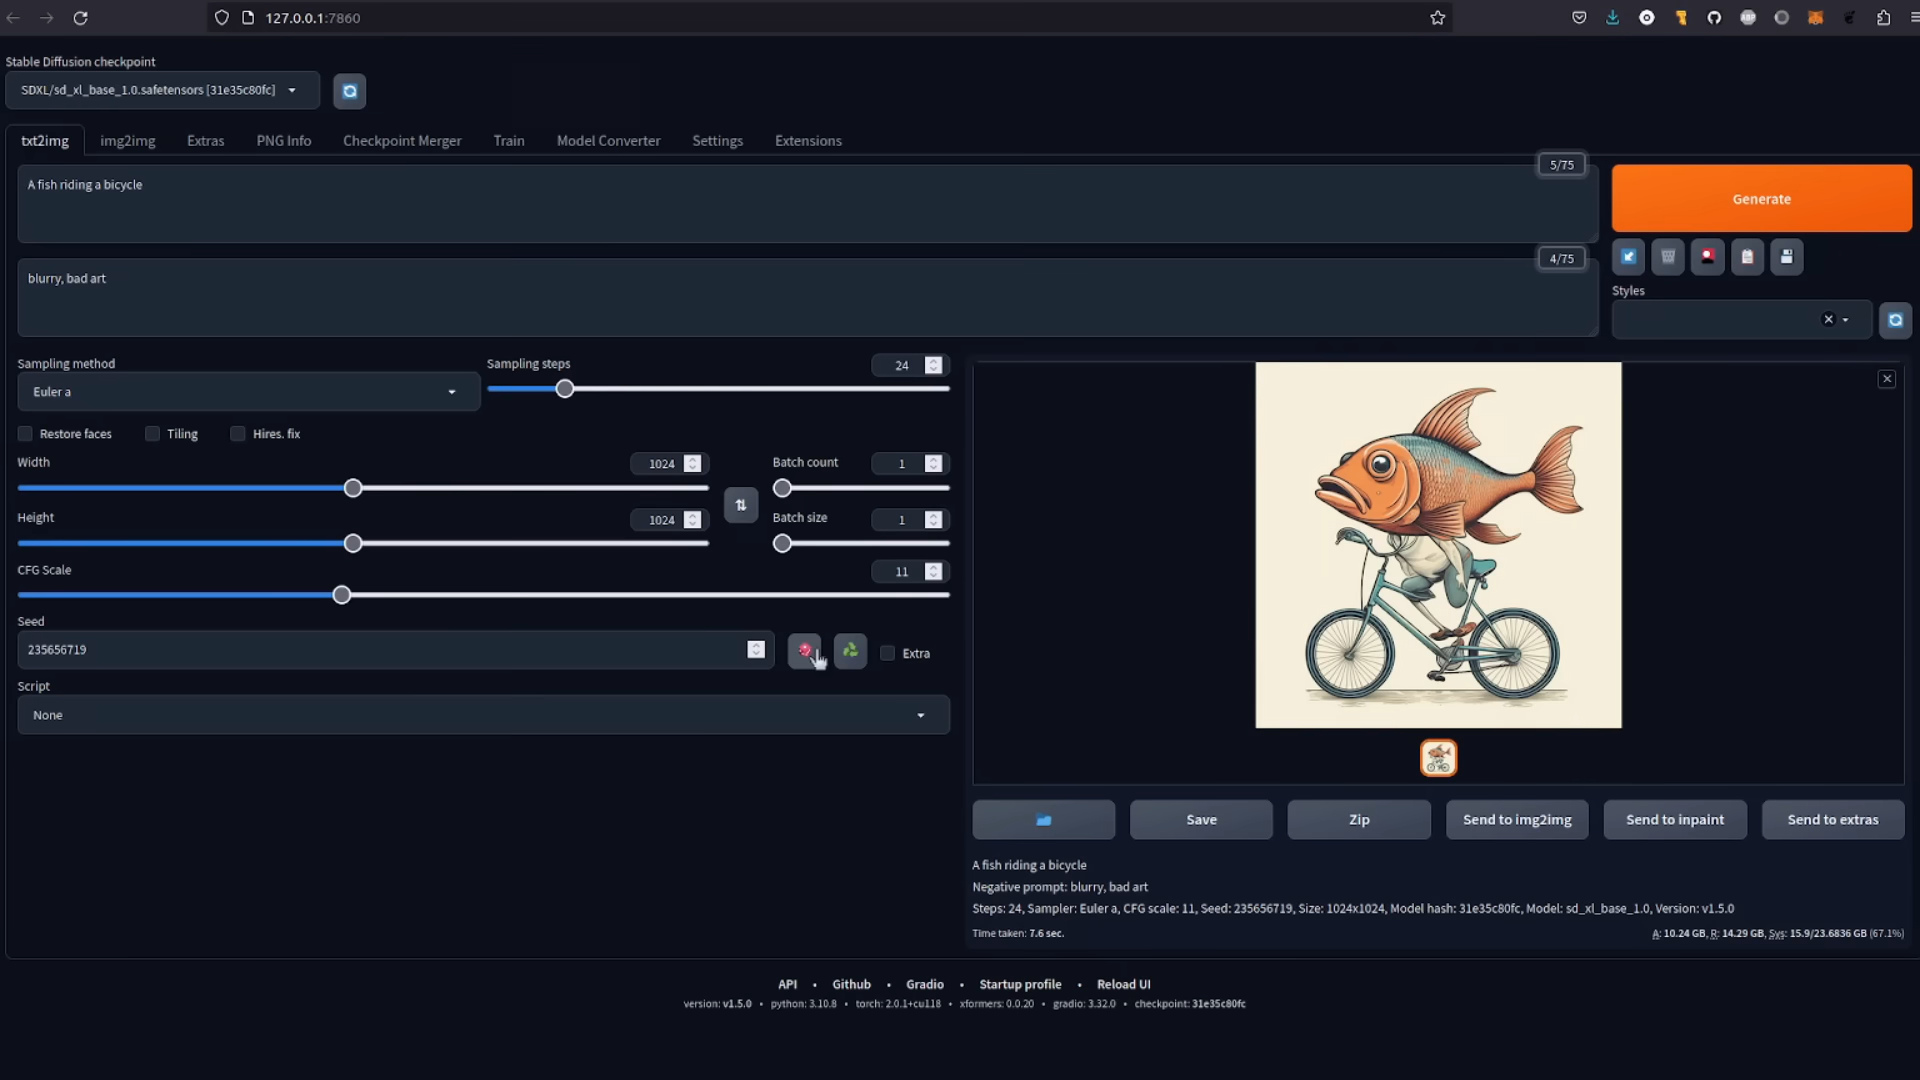 127.0.0.1:7860
Stable Diffusion checkpoint
SDXL/sd_xl_base_1.0.safetensors [31e35c80fc]
txt2img img2img Extras PNG Info Checkpoint Merger Train Model Converter Settings Extensions
A fish riding a bicycle
5/75
Generate
blurry, bad art
4/75
Styles
Sampling method
Euler a
Sampling steps
24
Restore faces Tiling Hires. fix
Width
1024
Batch count
1
Height
1024
Batch size
1
CFG Scale
11
Seed
235656719
Extra
Script
None
Save Zip Send to img2img Send to inpaint Send to extras
A fish riding a bicycle
Negative prompt: blurry, bad art
Steps: 24, Sampler: Euler a, CFG scale: 11, Seed: 235656719, Size: 1024x1024, Model hash: 31e35c80fc, Model: sd_xl_base_1.0, Version: v1.5.0
Time taken: 7.6 sec.
A: 10.24 GB, R: 14.29 GB, Sys: 15.9/23.6836 GB (67.1%)
API • Github • Gradio • Startup profile • Reload UI
version: v1.5.0 • python: 3.10.8 • torch: 2.0.1+cu118 • xformers: 0.0.20 • gradio: 3.32.0 • checkpoint: 31e35c80fc